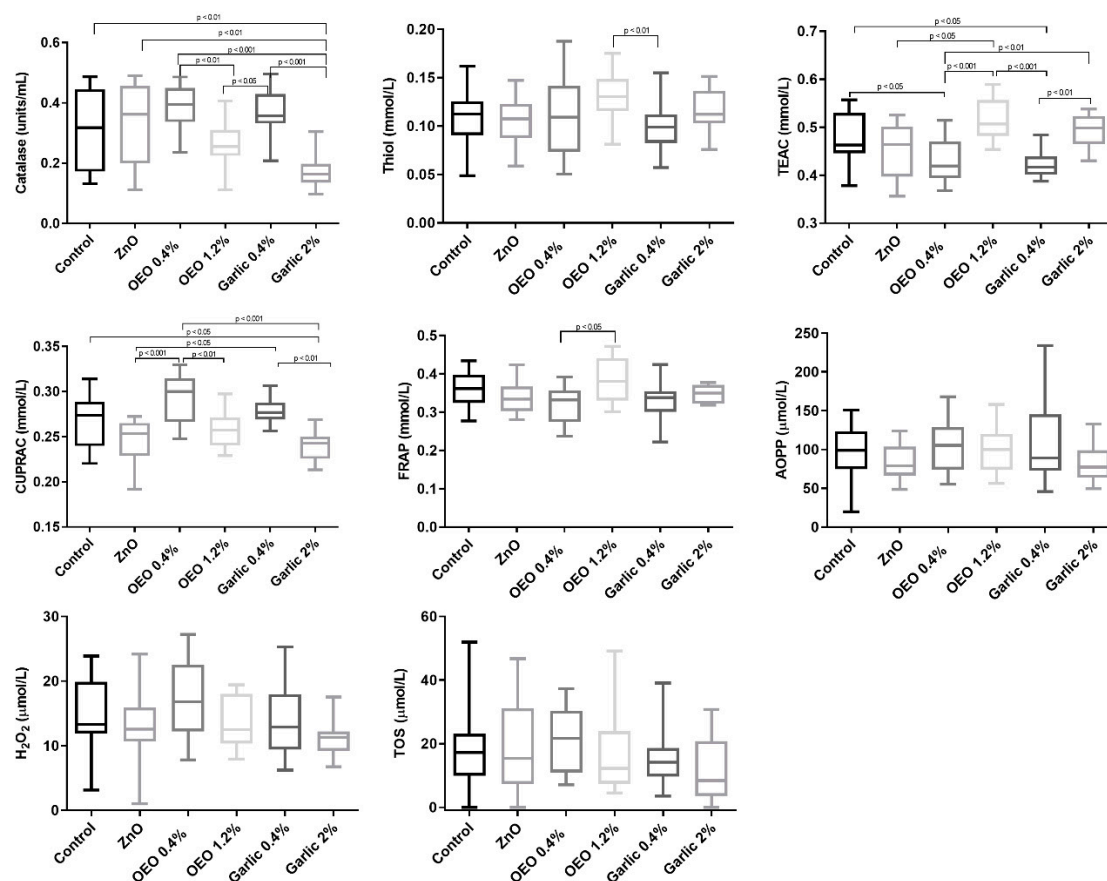 p < 0.01
p < 0.01
p < 0.001
p < 0.01
p < 0.001
p < 0.05
Catalase (units/mL)
0.6
0.4
0.2
0.0
Control
ZnO
OEO 0.4%
OEO 1.2%
Garlic 0.4%
Garlic 2%
p < 0.01
Thiol (mmol/L)
0.20
0.15
0.10
0.05
0.00
Control
ZnO
OEO 0.4%
OEO 1.2%
Garlic 0.4%
Garlic 2%
p < 0.05
p < 0.05
p < 0.01
p < 0.001
p < 0.001
p < 0.05
p < 0.01
TEAC (mmol/L)
0.7
0.6
0.5
0.4
0.3
Control
ZnO
OEO 0.4%
OEO 1.2%
Garlic 0.4%
Garlic 2%
p < 0.001
p < 0.05
p < 0.05
p < 0.001
p < 0.01
p < 0.01
CUPRAC (mmol/L)
0.35
0.30
0.25
0.20
0.15
Control
ZnO
OEO 0.4%
OEO 1.2%
Garlic 0.4%
Garlic 2%
p < 0.05
FRAP (mmol/L)
0.5
0.4
0.3
0.2
0.1
0.0
Control
ZnO
OEO 0.4%
OEO 1.2%
Garlic 0.4%
Garlic 2%
AOPP (µmol/L)
250
200
150
100
50
0
Control
ZnO
OEO 0.4%
OEO 1.2%
Garlic 0.4%
Garlic 2%
H₂O₂ (µmol/L)
30
20
10
0
Control
ZnO
OEO 0.4%
OEO 1.2%
Garlic 0.4%
Garlic 2%
TOS (µmol/L)
60
40
20
0
Control
ZnO
OEO 0.4%
OEO 1.2%
Garlic 0.4%
Garlic 2%